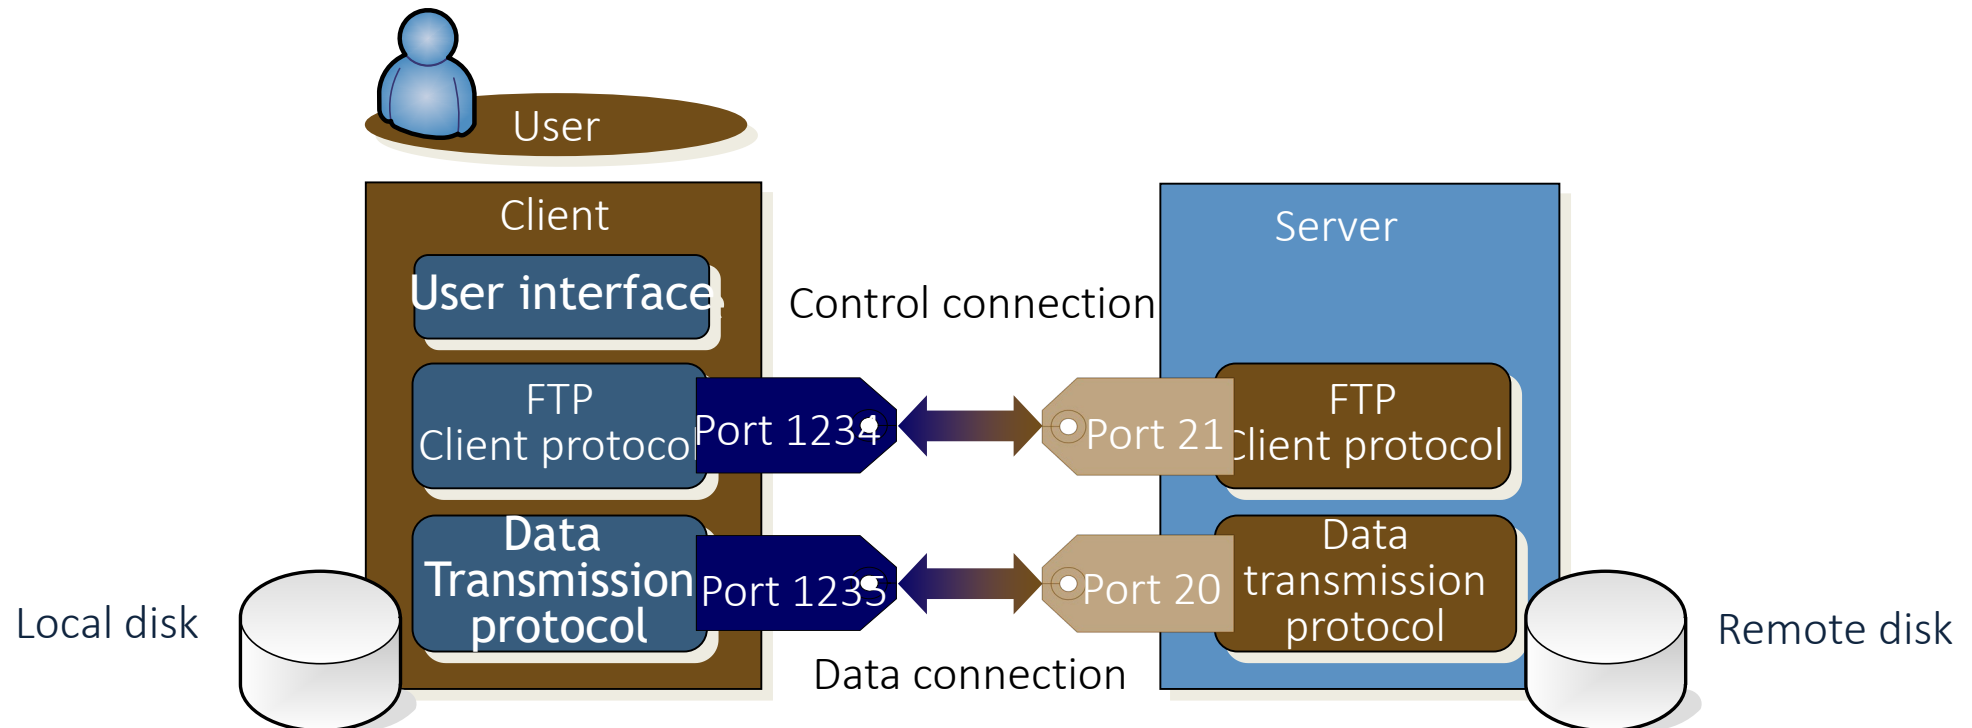 User
Client
Server
User interface
Control connection
FTP
Client protocol
Port 1234
Port 21
FTP
Client protocol
Data
Transmission
protocol
Port 1235
Port 20
Data
transmission
protocol
Local disk
Remote disk
Data connection